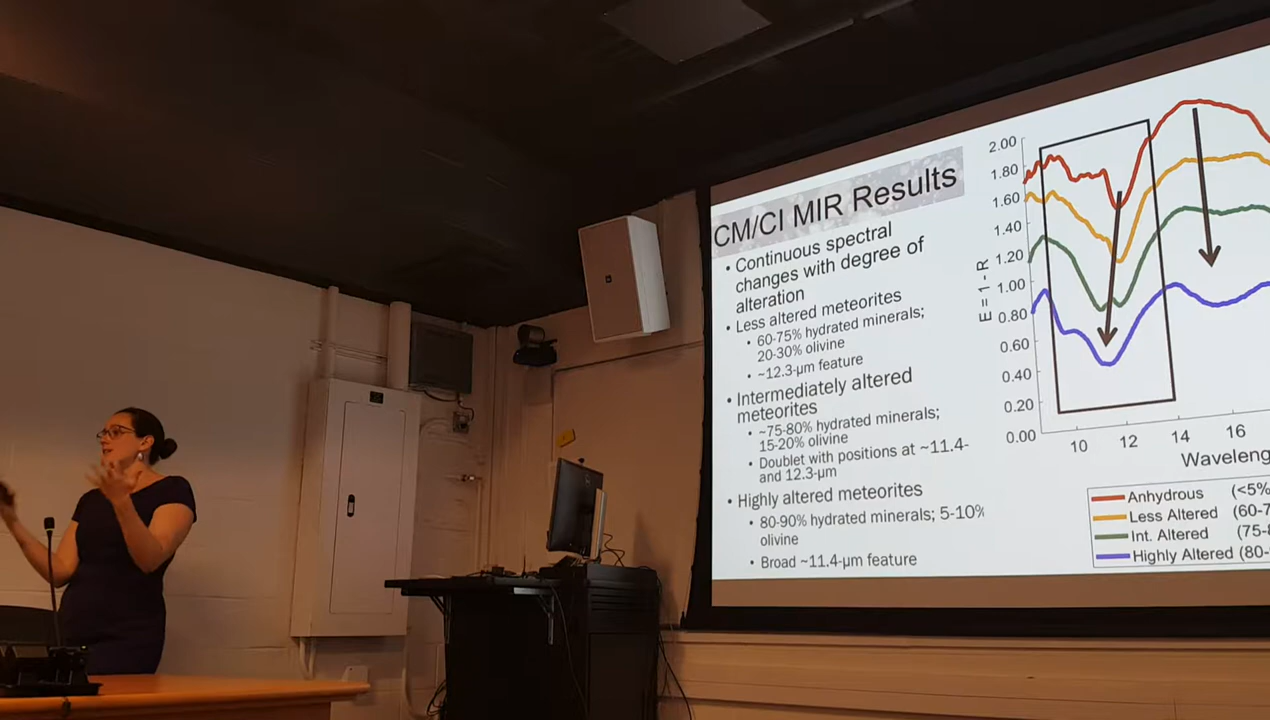 CM/CI MIR Results
• Continuous spectral
changes with degree of
alteration
• Less altered meteorites
• 60-75% hydrated minerals;
20-30% olivine
• ~12.3-µm feature
• Intermediately altered
meteorites
• ~75-80% hydrated minerals;
15-20% olivine
• Doublet with positions at ~11.4-
and 12.3-µm
• Highly altered meteorites
• 80-90% hydrated minerals; 5-10%
olivine
• Broad ~11.4-µm feature
E = 1 - R
2.00
1.80
1.60
1.40
1.20
1.00
0.80
0.60
0.40
0.20
0.00
10 12 14 16
Waveleng
Anhydrous (<5%
Less Altered (60-7
Int. Altered (75-8
Highly Altered (80-